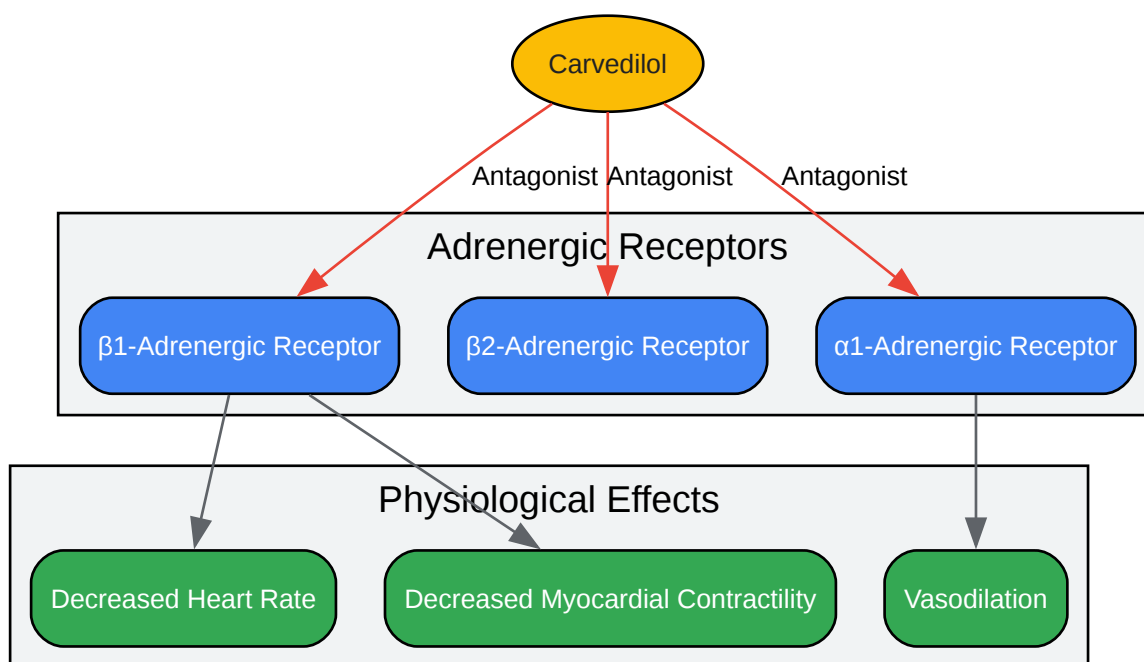 Carvedilol
Antagonist
Antagonist
Antagonist
Adrenergic Receptors
β1-Adrenergic Receptor
β2-Adrenergic Receptor
α1-Adrenergic Receptor
Physiological Effects
Decreased Heart Rate
Decreased Myocardial Contractility
Vasodilation